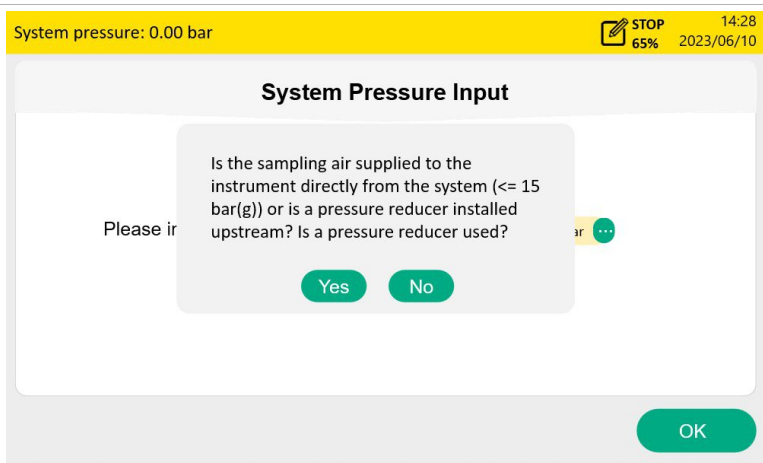 System pressure: 0.00 bar
STOP
65%
14:28
2023/06/10
System Pressure Input
Is the sampling air supplied to the
instrument directly from the system (<= 15
bar(g)) or is a pressure reducer installed
upstream? Is a pressure reducer used?
Please
Yes No
OK